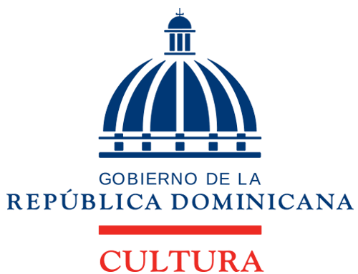 GOBIERNO DE LA
REPÚBLICA DOMINICANA
CULTURA